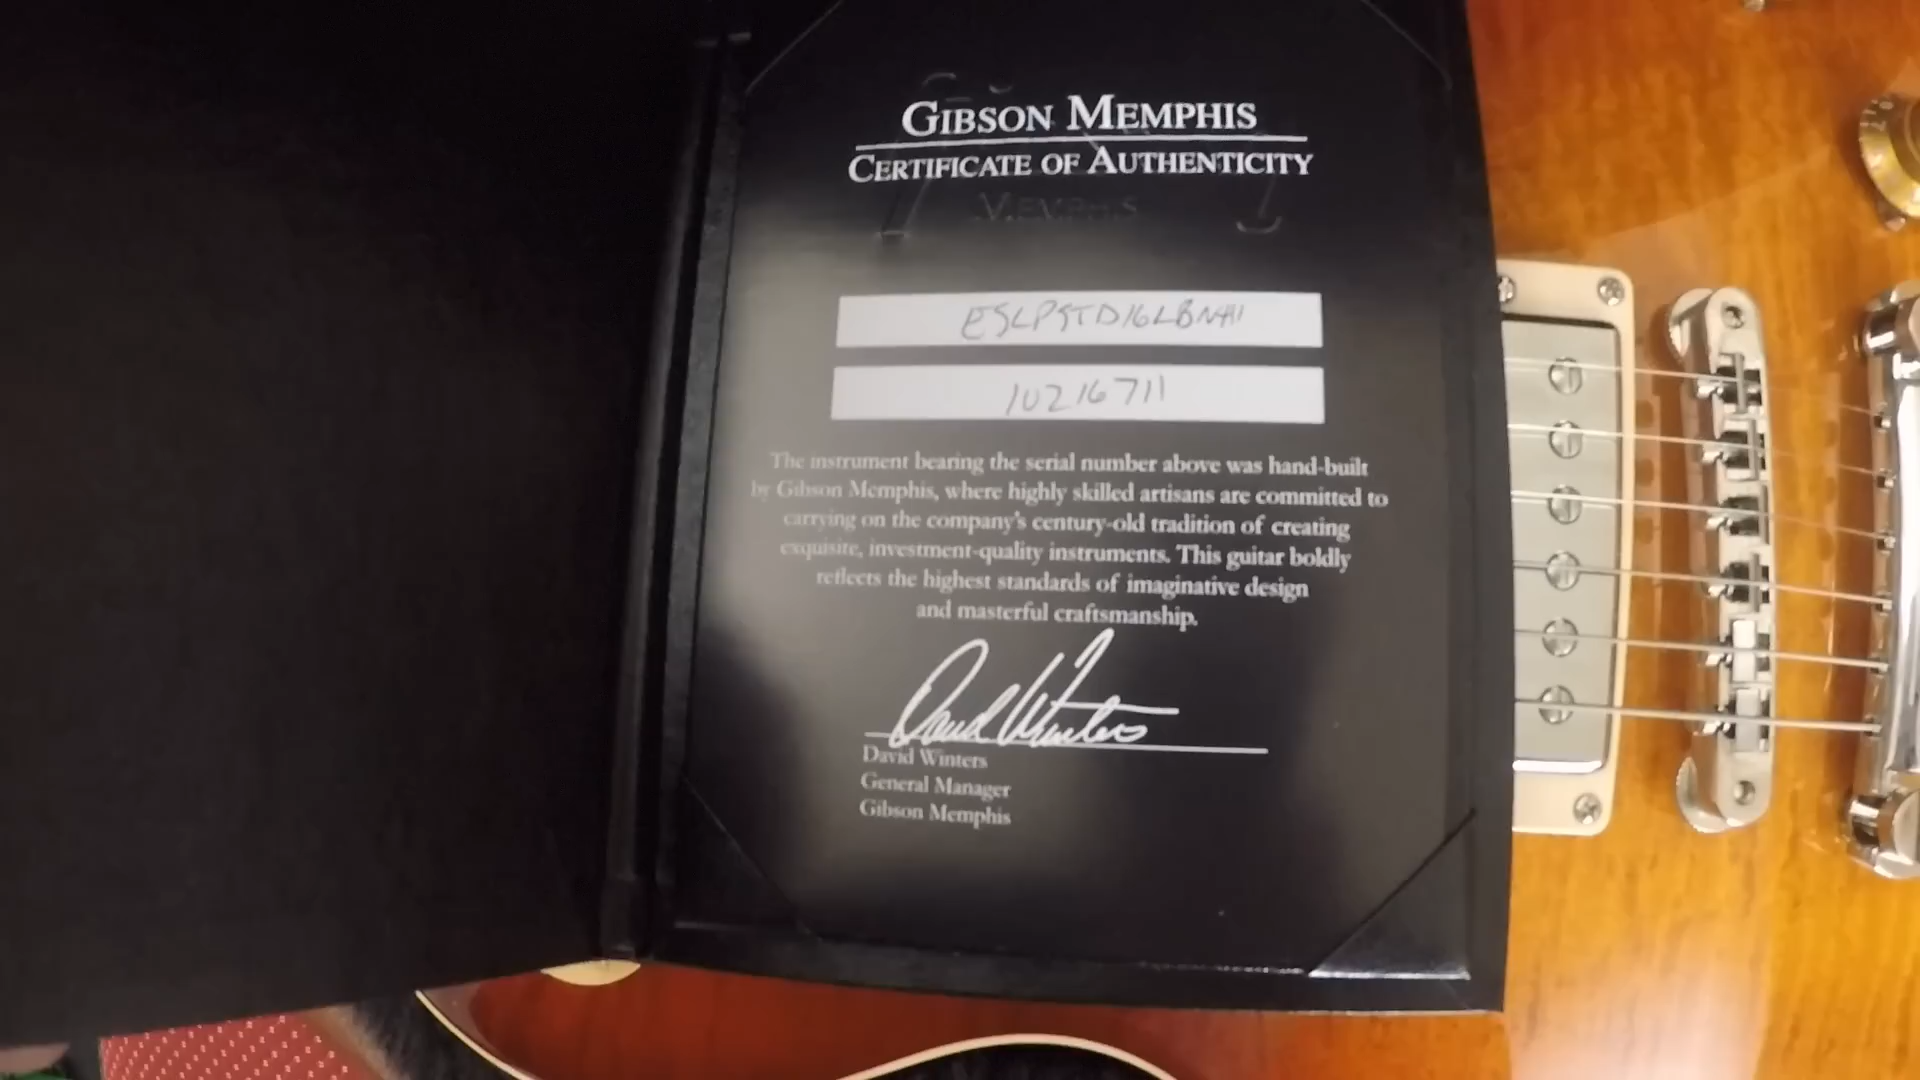 GIBSON MEMPHIS
CERTIFICATE OF AUTHENTICITY
MEMPHIS
ESLPSTD16LBNH1
10216711
The instrument bearing the serial number above was hand-built
by Gibson Memphis, where highly skilled artisans are committed to
carrying on the company's century-old tradition of creating
exquisite, investment-quality instruments. This guitar boldly
reflects the highest standards of imaginative design
and masterful craftsmanship.
David Winters
David Winters
General Manager
Gibson Memphis